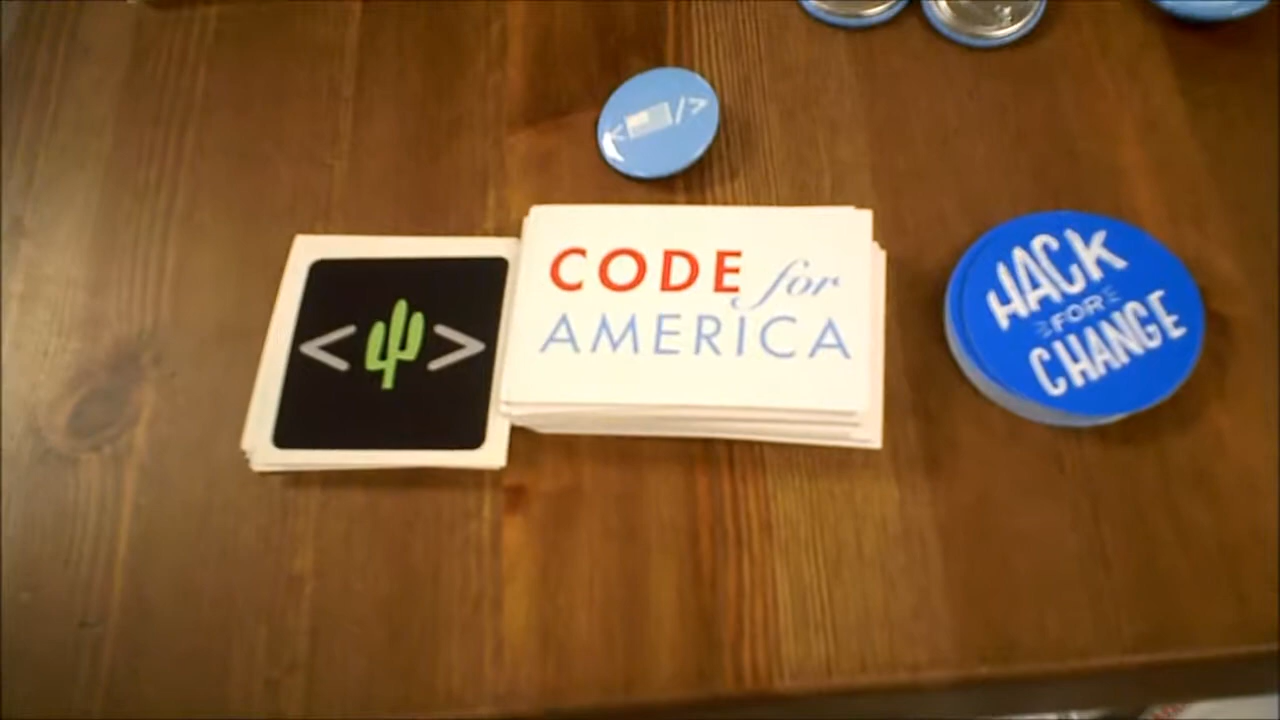 < />
< >
CODE for
AMERICA
HACK
FOR
CHANGE